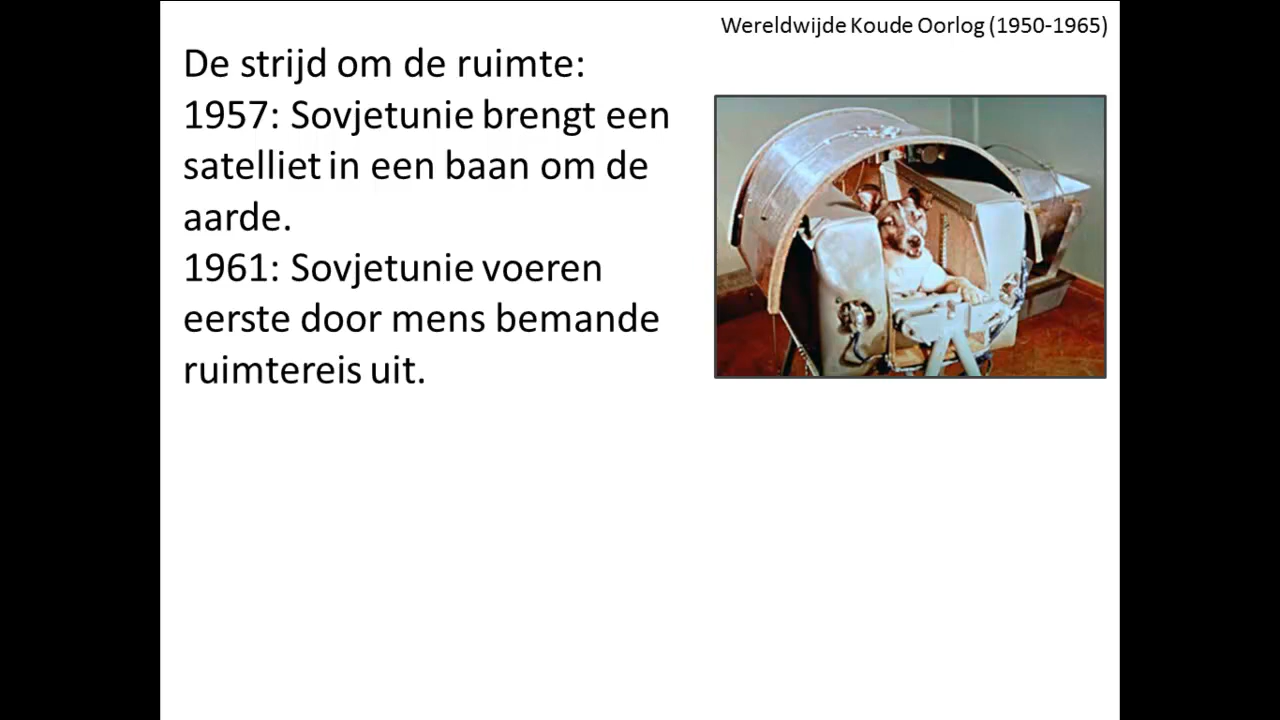 Wereldwijde Koude Oorlog (1950-1965)
De strijd om de ruimte:
1957: Sovjetunie brengt een
satelliet in een baan om de
aarde.
1961: Sovjetunie voeren
eerste door mens bemande
ruimtereis uit.